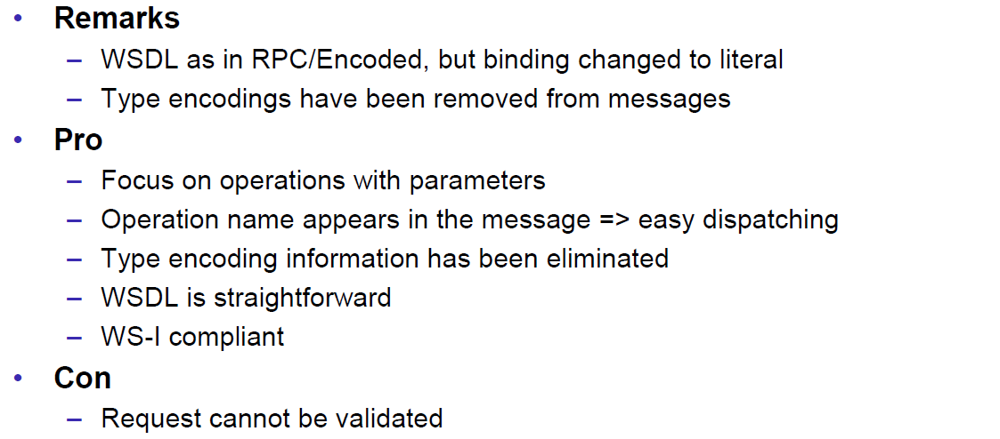 • Remarks
– WSDL as in RPC/Encoded, but binding changed to literal
– Type encodings have been removed from messages
• Pro
– Focus on operations with parameters
– Operation name appears in the message => easy dispatching
– Type encoding information has been eliminated
– WSDL is straightforward
– WS-I compliant
• Con
– Request cannot be validated